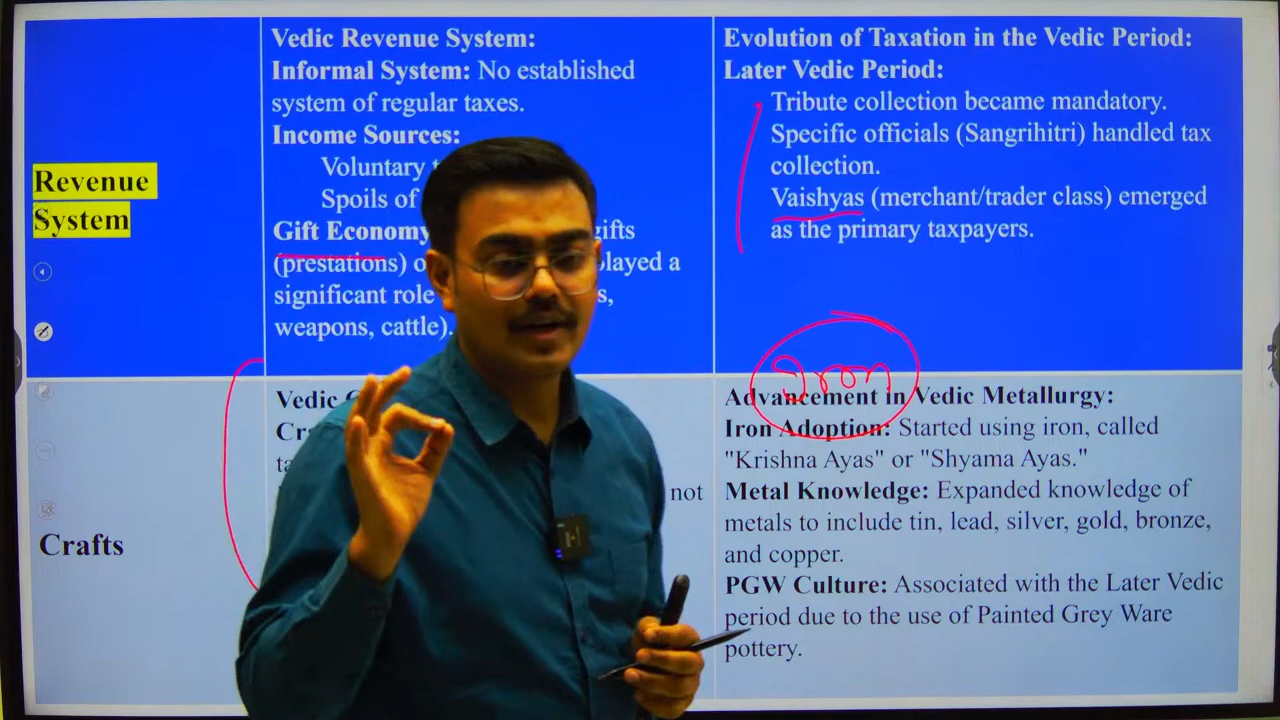 Revenue
System
Vedic Revenue System:
Informal System: No established
system of regular taxes.
Income Sources:
Voluntary
Spoils of
Gift Economy
(prestations)
layed a
significant role
weapons, cattle).
Evolution of Taxation in the Vedic Period:
Later Vedic Period:
Tribute collection became mandatory.
Specific officials (Sangrihitri) handled tax
collection.
Vaishyas (merchant/trader class) emerged
as the primary taxpayers.
Crafts
Vedic
not
Iron
Advancement in Vedic Metallurgy:
Iron Adoption: Started using iron, called
"Krishna Ayas" or "Shyama Ayas."
Metal Knowledge: Expanded knowledge of
metals to include tin, lead, silver, gold, bronze,
and copper.
PGW Culture: Associated with the Later Vedic
period due to the use of Painted Grey Ware
pottery.